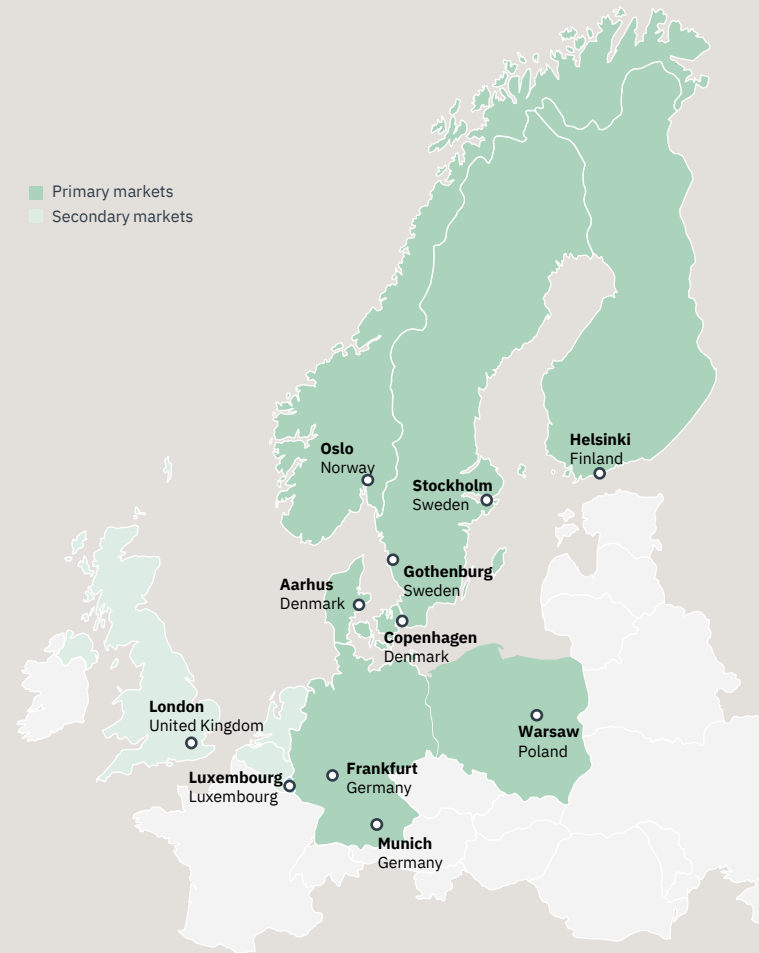 Primary markets
Secondary markets
Oslo
Norway
Helsinki
Finland
Stockholm
Sweden
Gothenburg
Sweden
Aarhus
Denmark
Copenhagen
Denmark
London
United Kingdom
Warsaw
Poland
Luxembourg
Luxembourg
Frankfurt
Germany
Munich
Germany